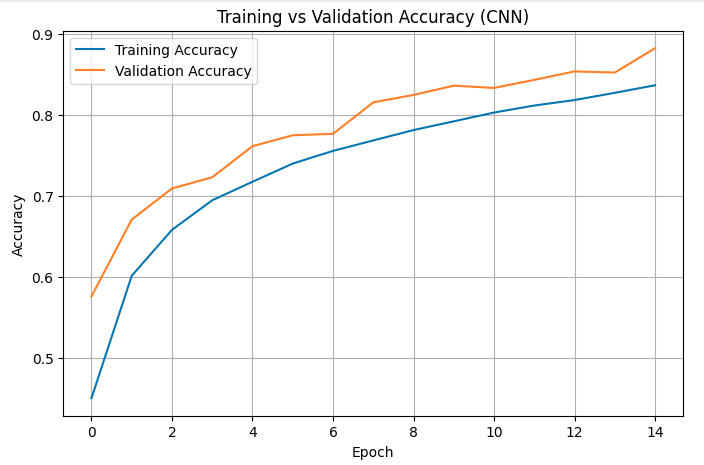 Training vs Validation Accuracy (CNN)
Training Accuracy
Validation Accuracy
0.9
0.8
0.7
0.6
0.5
Accuracy
0 2 4 6 8 10 12 14
Epoch